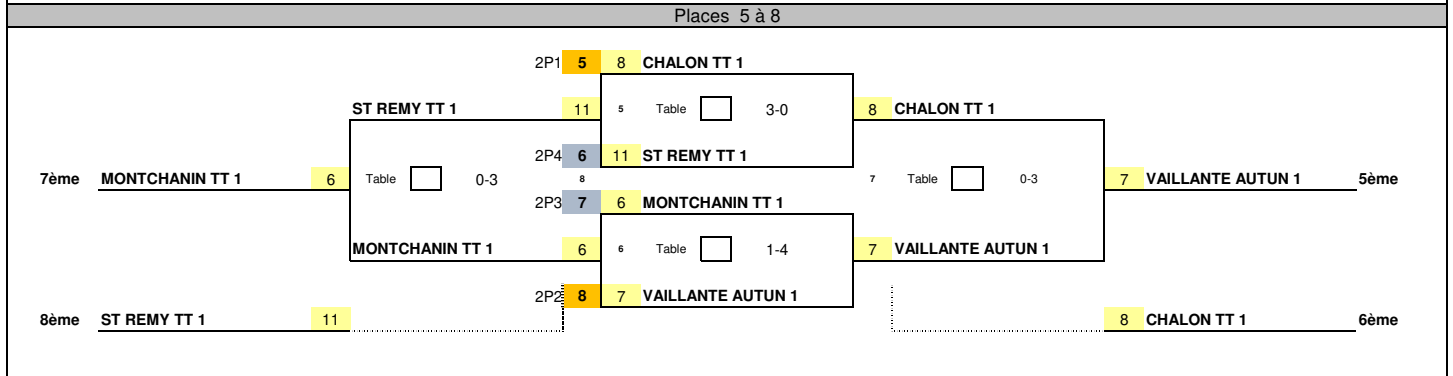 Places 5 à 8
2P1 5 8 CHALON TT 1
ST REMY TT 1 11 5 Table 3-0 8 CHALON TT 1
2P4 6 11 ST REMY TT 1
7ème MONTCHANIN TT 1 6 Table 0-3 8 7 Table 0-3 7 VAILLANTE AUTUN 1 5ème
2P3 7 6 MONTCHANIN TT 1
MONTCHANIN TT 1 6 6 Table 1-4 7 VAILLANTE AUTUN 1
2P2 8 7 VAILLANTE AUTUN 1
8ème ST REMY TT 1 11 8 CHALON TT 1 6ème